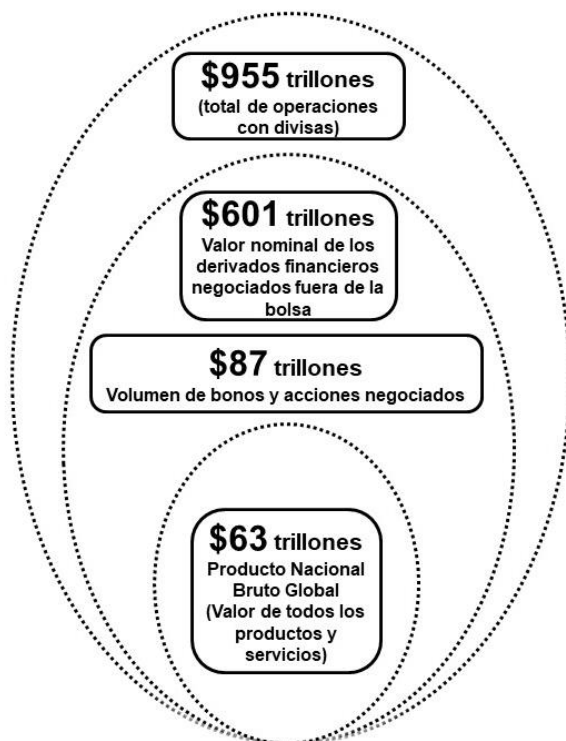 $955 trillones
(total de operaciones
con divisas)
$601 trillones
Valor nominal de los
derivados financieros
negociados fuera de la
bolsa
$87 trillones
Volumen de bonos y acciones negociados
$63 trillones
Producto Nacional
Bruto Global
(Valor de todos los
productos y
servicios)